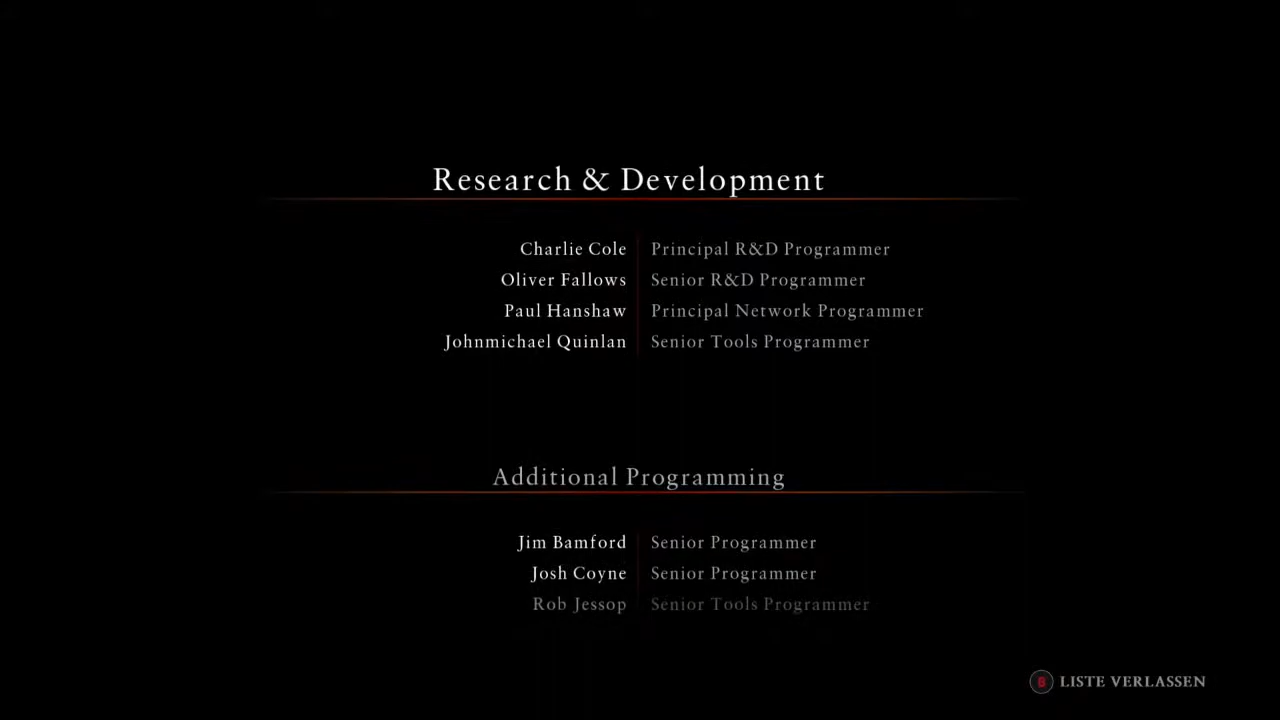 Research & Development
Charlie Cole Principal R&D Programmer
Oliver Fallows Senior R&D Programmer
Paul Hanshaw Principal Network Programmer
Johnmichael Quinlan Senior Tools Programmer
Additional Programming
Jim Bamford Senior Programmer
Josh Coyne Senior Programmer
Rob Jessop Senior Tools Programmer
B LISTE VERLASSEN